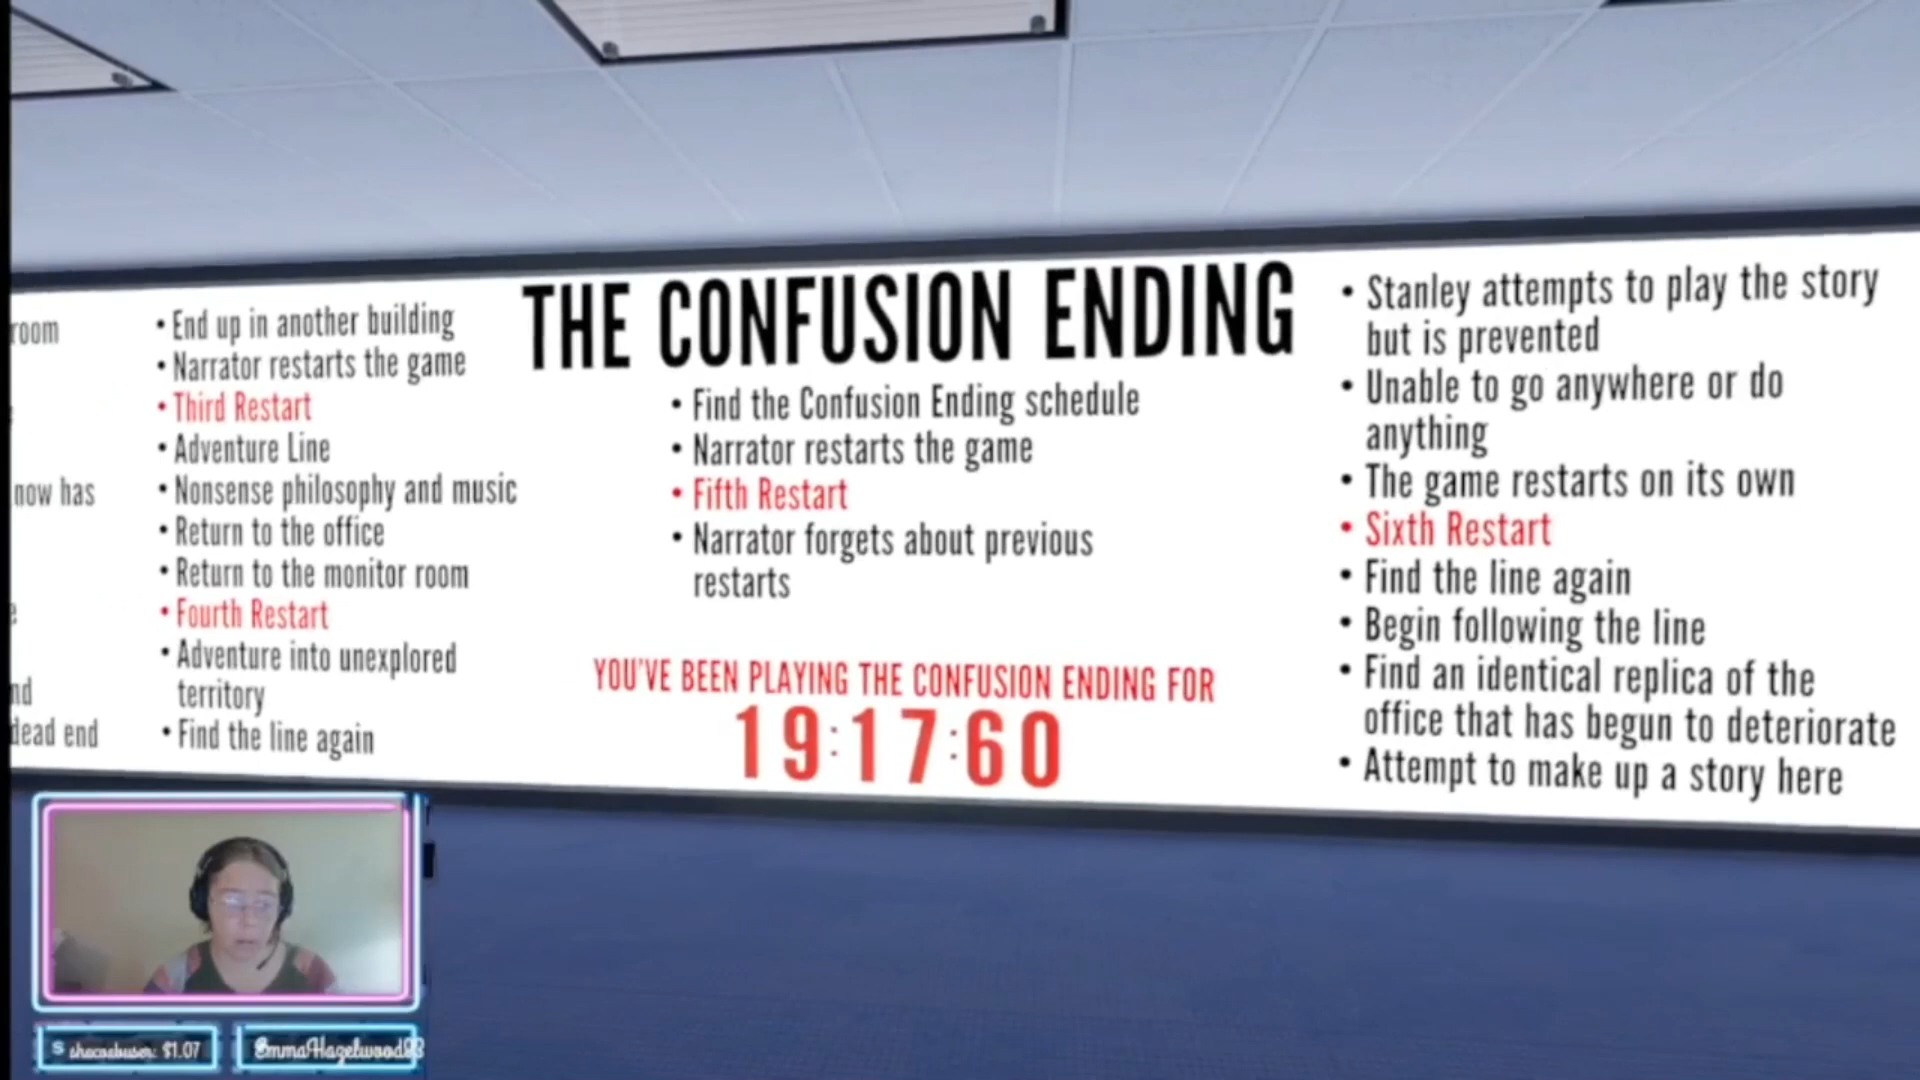 room
now has
nd
dead end
• End up in another building
• Narrator restarts the game
• Third Restart
• Adventure Line
• Nonsense philosophy and music
• Return to the office
• Return to the monitor room
• Fourth Restart
• Adventure into unexplored
territory
• Find the line again
THE CONFUSION ENDING
• Find the Confusion Ending schedule
• Narrator restarts the game
• Fifth Restart
• Narrator forgets about previous
restarts
YOU'VE BEEN PLAYING THE CONFUSION ENDING FOR
19:17:60
• Stanley attempts to play the story
but is prevented
• Unable to go anywhere or do
anything
• The game restarts on its own
• Sixth Restart
• Find the line again
• Begin following the line
• Find an identical replica of the
office that has begun to deteriorate
• Attempt to make up a story here
$1.07